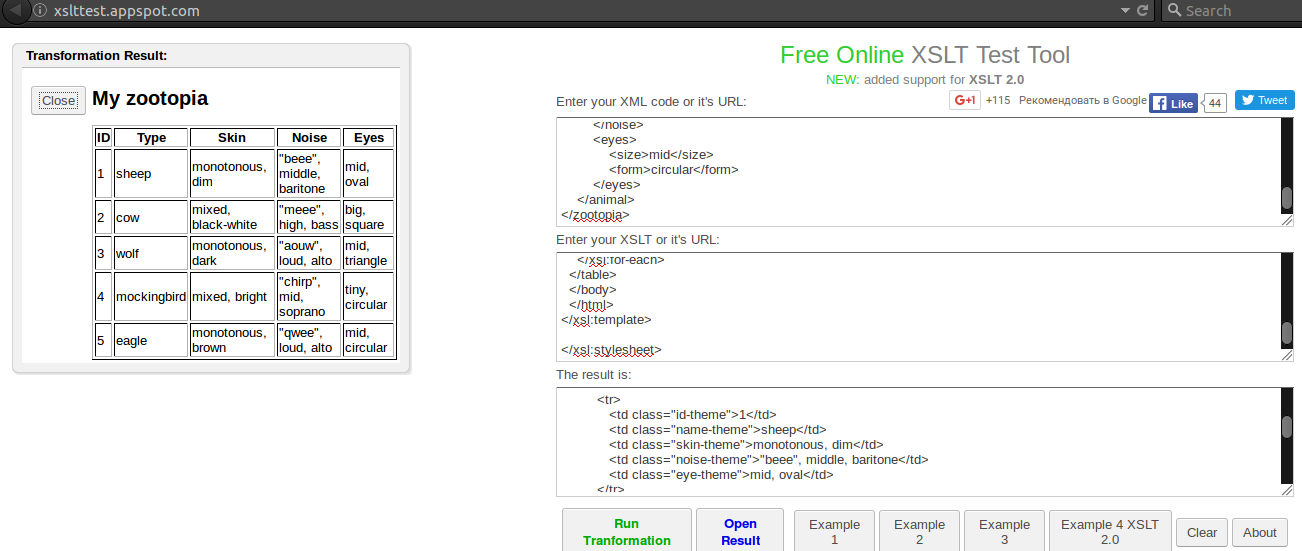 xslttest.appspot.com
Search
Transformation Result:
Close
My zootopia
ID Type Skin Noise Eyes
1 sheep monotonous, dim "beee", middle, baritone mid, oval
2 cow mixed, black-white "meee", high, bass big, square
3 wolf monotonous, dark "aouw", loud, alto mid, triangle
4 mockingbird mixed, bright "chirp", mid, soprano tiny, circular
5 eagle monotonous, brown "qwee", loud, alto mid, circular
Free Online XSLT Test Tool
NEW: added support for XSLT 2.0
Enter your XML code or it's URL:
G+1 +115 Рекомендовать в Google Like 44 Tweet
</noise>
<eyes>
<size>mid</size>
<form>circular</form>
</eyes>
</animal>
</zootopia>
Enter your XSLT or it's URL:
</xsl:for-each>
</table>
</body>
</html>
</xsl:template>
</xsl:stylesheet>
The result is:
<tr>
<td class="id-theme">1</td>
<td class="name-theme">sheep</td>
<td class="skin-theme">monotonous, dim</td>
<td class="noise-theme">"beee", middle, baritone</td>
<td class="eye-theme">mid, oval</td>
</tr>
Run Tranformation
Open Result
Example 1
Example 2
Example 3
Example 4 XSLT 2.0
Clear
About